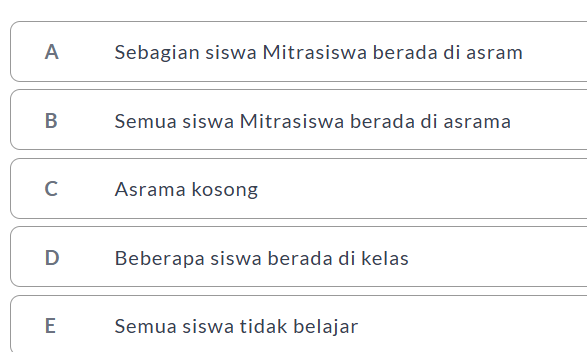 A Sebagian siswa Mitrasiswa berada di asram
B Semua siswa Mitrasiswa berada di asrama
C Asrama kosong
D Beberapa siswa berada di kelas
E Semua siswa tidak belajar